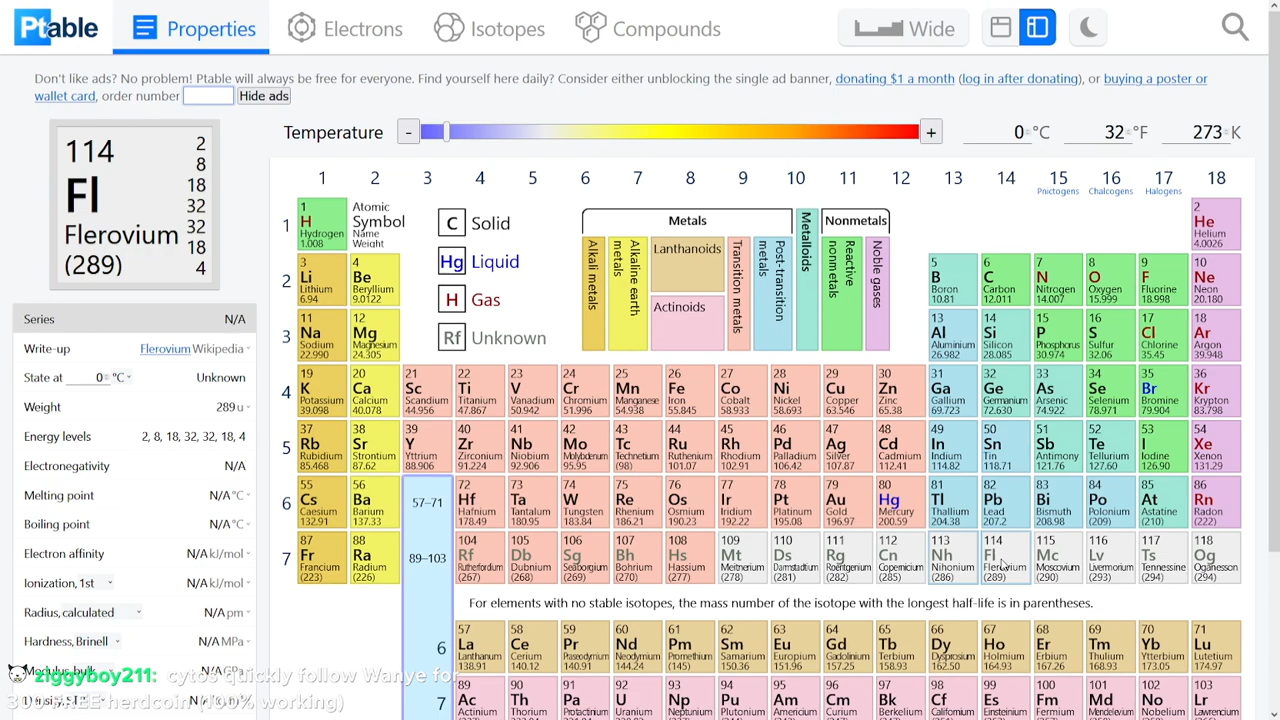 Ptable
Properties
Electrons
Isotopes
Compounds
Wide
Don't like ads? No problem! Ptable will always be free for everyone. Find yourself here daily? Consider either unblocking the single ad banner, donating $1 a month (log in after donating), or buying a poster or
wallet card, order number
Hide ads
114
Fl
Flerovium
(289)
2
8
18
32
32
18
4
Temperature - + 0 °C 32 °F 273 K
1 2 3 4 5 6 7 8 9 10 11 12 13 14 15 16 17 18
Pnictogens Chalcogens Halogens
Atomic
Symbol
Name
Weight
C Solid
Hg Liquid
H Gas
Rf Unknown
Metals
Metalloids
Nonmetals
Alkali metals
Alkaline earth metals
Lanthanoids
Actinoids
Transition metals
Post-transition metals
Reactive nonmetals
Noble gases
1
1 H Hydrogen 1.008
2 He Helium 4.0026
2
3 Li Lithium 6.94
4 Be Beryllium 9.0122
5 B Boron 10.81
6 C Carbon 12.011
7 N Nitrogen 14.007
8 O Oxygen 15.999
9 F Fluorine 18.998
10 Ne Neon 20.180
3
11 Na Sodium 22.990
12 Mg Magnesium 24.305
13 Al Aluminium 26.982
14 Si Silicon 28.085
15 P Phosphorus 30.974
16 S Sulfur 32.06
17 Cl Chlorine 35.45
18 Ar Argon 39.948
4
19 K Potassium 39.098
20 Ca Calcium 40.078
21 Sc Scandium 44.956
22 Ti Titanium 47.867
23 V Vanadium 50.942
24 Cr Chromium 51.996
25 Mn Manganese 54.938
26 Fe Iron 55.845
27 Co Cobalt 58.933
28 Ni Nickel 58.693
29 Cu Copper 63.546
30 Zn Zinc 65.38
31 Ga Gallium 69.723
32 Ge Germanium 72.630
33 As Arsenic 74.922
34 Se Selenium 78.971
35 Br Bromine 79.904
36 Kr Krypton 83.798
5
37 Rb Rubidium 85.468
38 Sr Strontium 87.62
39 Y Yttrium 88.906
40 Zr Zirconium 91.224
41 Nb Niobium 92.906
42 Mo Molybdenum 95.95
43 Tc Technetium (98)
44 Ru Ruthenium 101.07
45 Rh Rhodium 102.91
46 Pd Palladium 106.42
47 Ag Silver 107.87
48 Cd Cadmium 112.41
49 In Indium 114.82
50 Sn Tin 118.71
51 Sb Antimony 121.76
52 Te Tellurium 127.60
53 I Iodine 126.90
54 Xe Xenon 131.29
6
55 Cs Caesium 132.91
56 Ba Barium 137.33
57–71
72 Hf Hafnium 178.49
73 Ta Tantalum 180.95
74 W Tungsten 183.84
75 Re Rhenium 186.21
76 Os Osmium 190.23
77 Ir Iridium 192.22
78 Pt Platinum 195.08
79 Au Gold 196.97
80 Hg Mercury 200.59
81 Tl Thallium 204.38
82 Pb Lead 207.2
83 Bi Bismuth 208.98
84 Po Polonium (209)
85 At Astatine (210)
86 Rn Radon (222)
7
87 Fr Francium (223)
88 Ra Radium (226)
89–103
104 Rf Rutherfordium (267)
105 Db Dubnium (268)
106 Sg Seaborgium (269)
107 Bh Bohrium (270)
108 Hs Hassium (277)
109 Mt Meitnerium (278)
110 Ds Darmstadtium (281)
111 Rg Roentgenium (282)
112 Cn Copernicium (285)
113 Nh Nihonium (286)
114 Fl Flerovium (289)
115 Mc Moscovium (290)
116 Lv Livermorium (293)
117 Ts Tennessine (294)
118 Og Oganesson (294)
For elements with no stable isotopes, the mass number of the isotope with the longest half-life is in parentheses.
6
57 La Lanthanum 138.91
58 Ce Cerium 140.12
59 Pr Praseodymium 140.91
60 Nd Neodymium 144.24
61 Pm Promethium (145)
62 Sm Samarium 150.36
63 Eu Europium 151.96
64 Gd Gadolinium 157.25
65 Tb Terbium 158.93
66 Dy Dysprosium 162.50
67 Ho Holmium 164.93
68 Er Erbium 167.26
69 Tm Thulium 168.93
70 Yb Ytterbium 173.05
71 Lu Lutetium 174.97
7
89 Ac Actinium
90 Th Thorium
91 Pa Protactinium
92 U Uranium
93 Np Neptunium
94 Pu Plutonium
95 Am Americium
96 Cm Curium
97 Bk Berkelium
98 Cf Californium
99 Es Einsteinium
100 Fm Fermium
101 Md Mendelevium
102 No Nobelium
103 Lr Lawrencium
Series N/A
Write-up Flerovium Wikipedia
State at 0 °C Unknown
Weight 289 u
Energy levels 2, 8, 18, 32, 32, 18, 4
Electronegativity N/A
Melting point N/A °C
Boiling point N/A °C
Electron affinity N/A kJ/mol
Ionization, 1st N/A kJ/mol
Radius, calculated N/A pm
Hardness, Brinell N/A MPa
ziggyboy211: cytos quickly follow Wanye for
300 FREE nerdcoin (100% working)